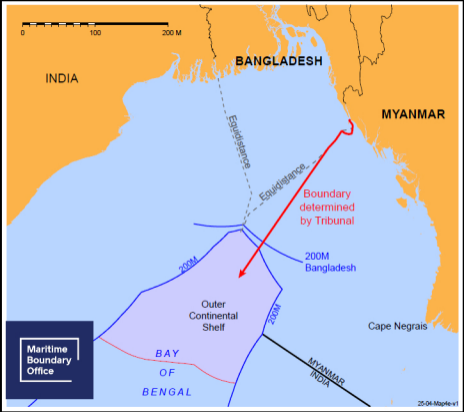 0 100 200 M
BANGLADESH
INDIA
MYANMAR
Equidistance
Equidistance
Boundary
determined
by Tribunal
200M
Bangladesh
200M
200M
Outer
Continental
Shelf
Cape Negrais
Maritime
Boundary
Office
BAY
OF
BENGAL
MYANMAR
INDIA
25-04-Map4e-v1